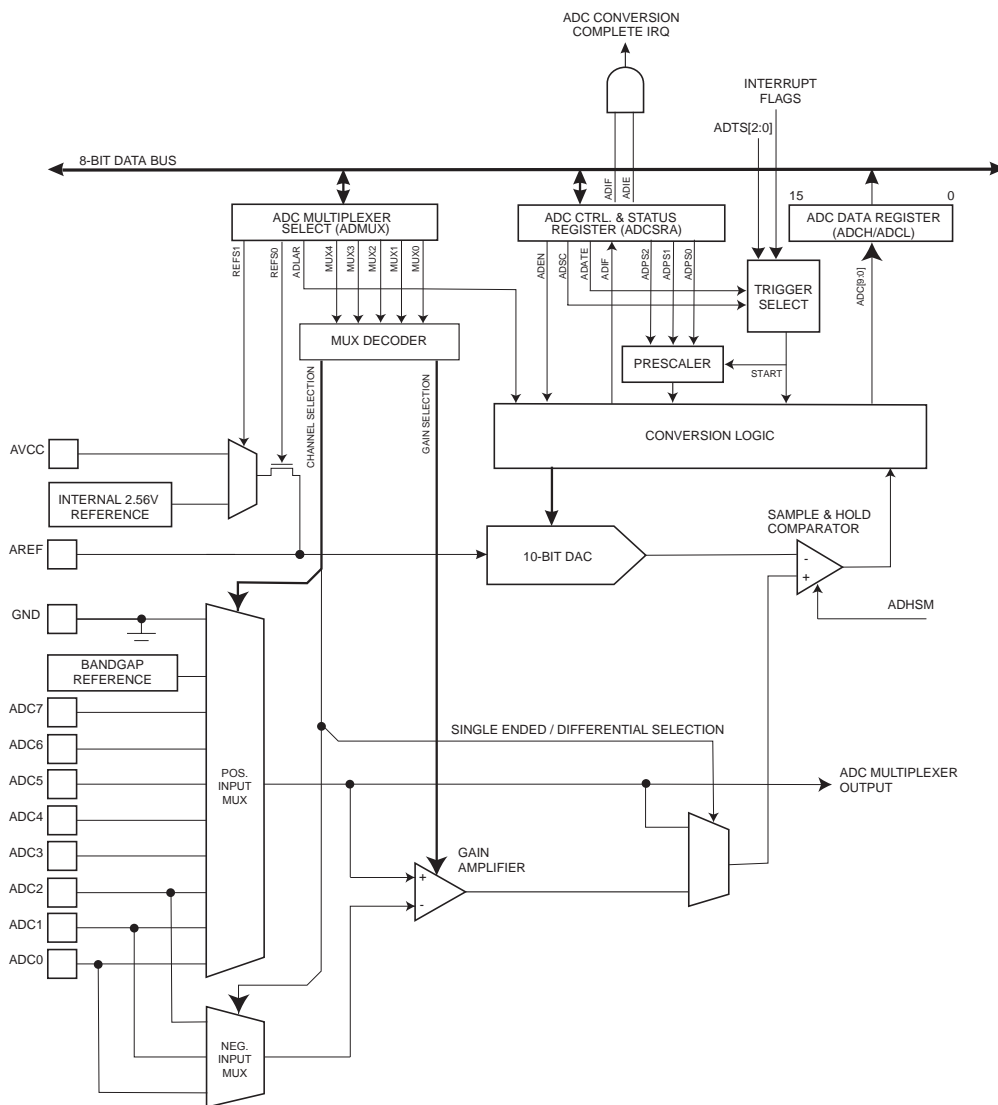 ADC CONVERSION
COMPLETE IRQ
INTERRUPT
FLAGS
ADTS[2:0]
8-BIT DATA BUS
ADIF
ADIE
15
0
ADC MULTIPLEXER
SELECT (ADMUX)
ADC CTRL. & STATUS
REGISTER (ADCSRA)
ADC DATA REGISTER
(ADCH/ADCL)
REFS1
REFS0
ADLAR
MUX4
MUX3
MUX2
MUX1
MUX0
ADEN
ADSC
ADATE
ADIF
ADPS2
ADPS1
ADPS0
ADC[9:0]
TRIGGER
SELECT
MUX DECODER
PRESCALER
START
CHANNEL SELECTION
GAIN SELECTION
CONVERSION LOGIC
AVCC
INTERNAL 2.56V
REFERENCE
SAMPLE & HOLD
COMPARATOR
AREF
10-BIT DAC
-
+
ADHSM
GND
BANDGAP
REFERENCE
ADC7
SINGLE ENDED / DIFFERENTIAL SELECTION
ADC6
ADC5
POS.
INPUT
MUX
ADC MULTIPLEXER
OUTPUT
ADC4
ADC3
GAIN
AMPLIFIER
+
-
ADC2
ADC1
ADC0
NEG.
INPUT
MUX